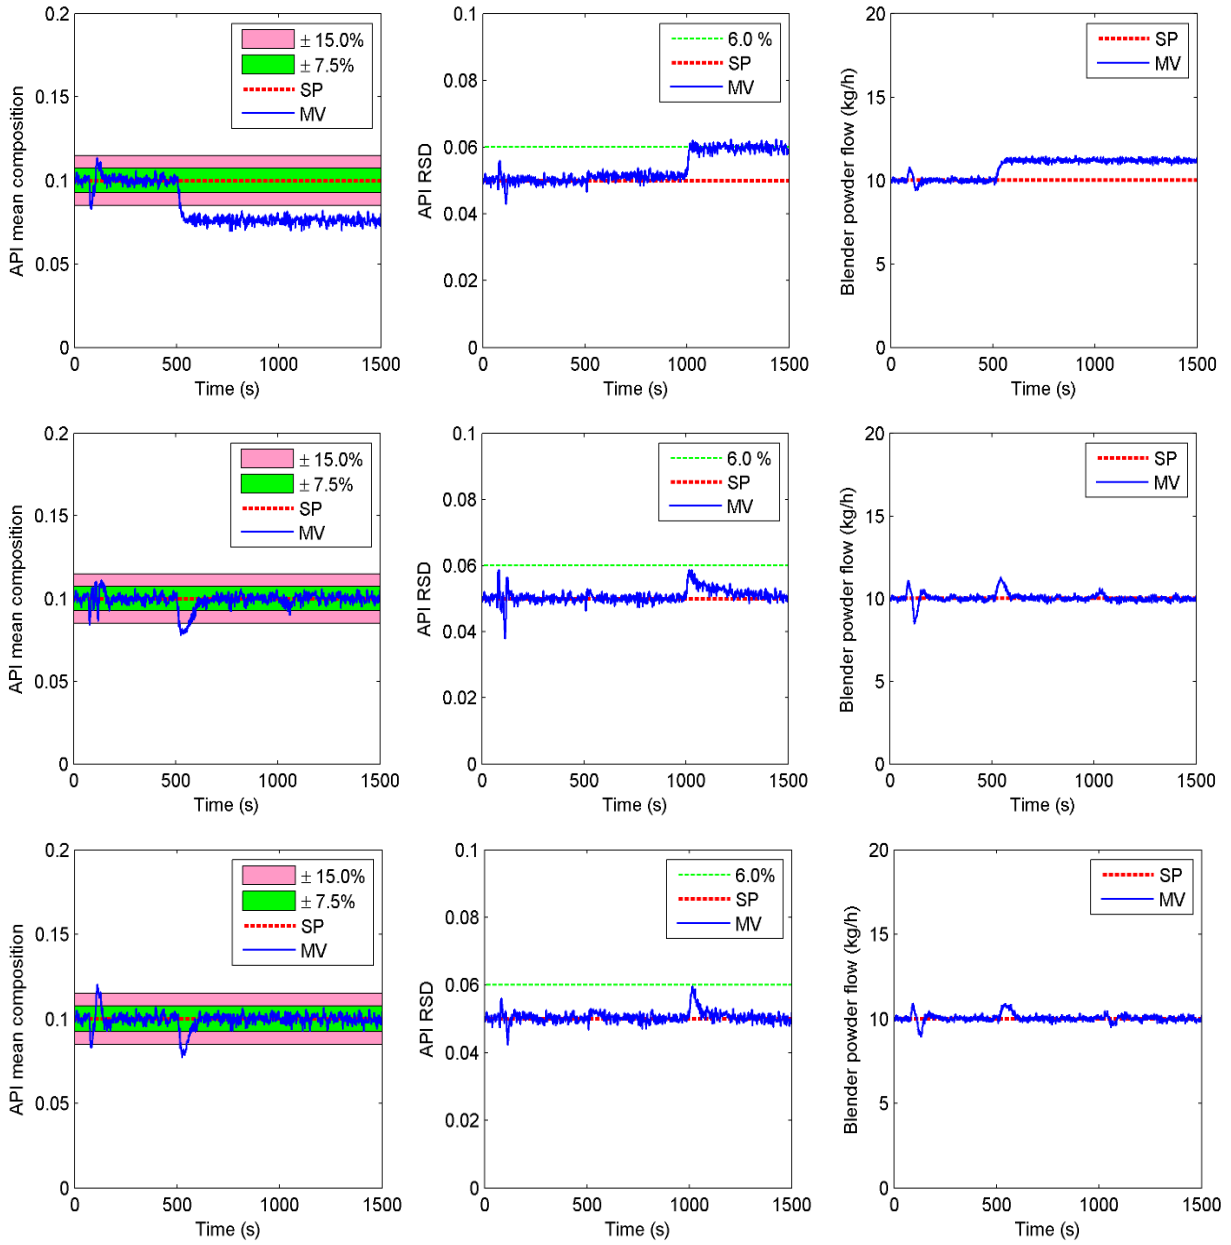 API mean composition
0.2
0.15
0.1
0.05
0
± 15.0%
± 7.5%
SP
MV
0
500
1000
1500
Time (s)
API RSD
0.1
0.08
0.06
0.04
0.02
0
6.0 %
SP
MV
0
500
1000
1500
Time (s)
Blender powder flow (kg/h)
20
15
10
5
0
SP
MV
0
500
1000
1500
Time (s)
API mean composition
0.2
0.15
0.1
0.05
0
± 15.0%
± 7.5%
SP
MV
0
500
1000
1500
Time (s)
API RSD
0.1
0.08
0.06
0.04
0.02
0
6.0 %
SP
MV
0
500
1000
1500
Time (s)
Blender powder flow (kg/h)
20
15
10
5
0
SP
MV
0
500
1000
1500
Time (s)
API mean composition
0.2
0.15
0.1
0.05
0
± 15.0%
± 7.5%
SP
MV
0
500
1000
1500
Time (s)
API RSD
0.1
0.08
0.06
0.04
0.02
0
6.0%
SP
MV
0
500
1000
1500
Time (s)
Blender powder flow (kg/h)
20
15
10
5
0
SP
MV
0
500
1000
1500
Time (s)